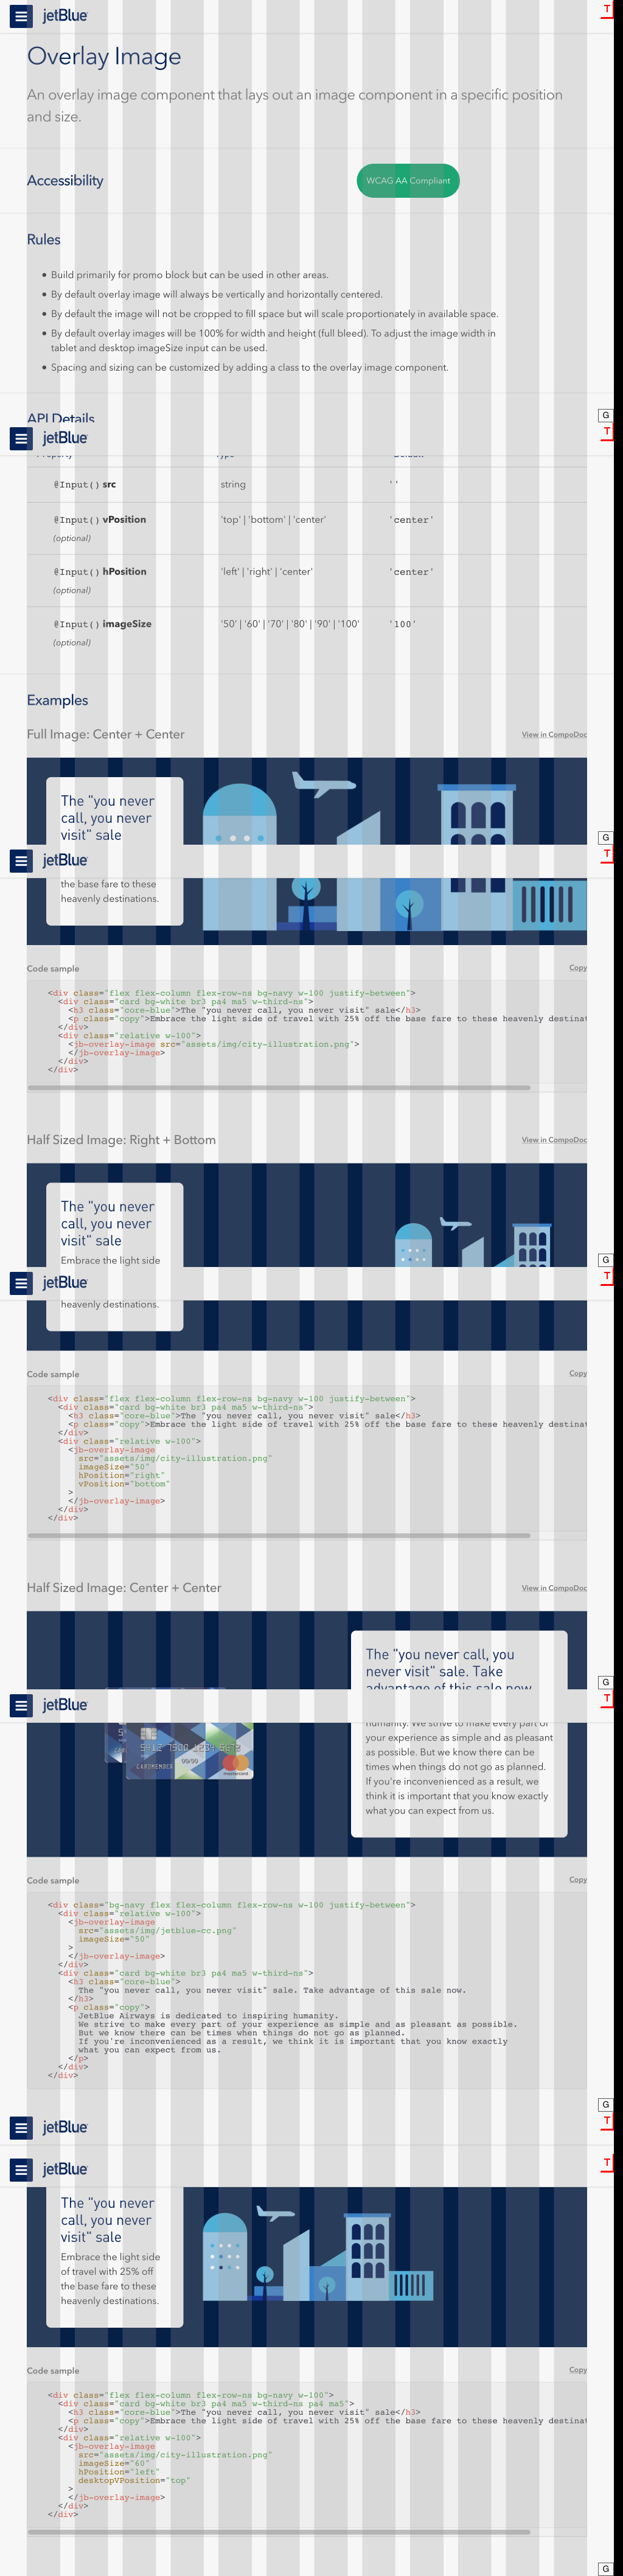 jetBlue
T
Overlay Image
An overlay image component that lays out an image component in a specific position
and size.
Accessibility
WCAG AA Compliant
Rules
Build primarily for promo block but can be used in other areas.
By default overlay image will always be vertically and horizontally centered.
By default the image will not be cropped to fill space but will scale proportionately in available space.
By default overlay images will be 100% for width and height (full bleed). To adjust the image width in
tablet and desktop imageSize input can be used.
Spacing and sizing can be customized by adding a class to the overlay image component.
API Details
G
jetBlue
T
Property Type Default
@Input() src string ''
@Input() vPosition 'top' | 'bottom' | 'center' 'center'
(optional)
@Input() hPosition 'left' | 'right' | 'center' 'center'
(optional)
@Input() imageSize '50' | '60' | '70' | '80' | '90' | '100' '100'
(optional)
Examples
Full Image: Center + Center View in CompoDoc
The "you never
call, you never
visit" sale
G
jetBlue
T
the base fare to these
heavenly destinations.
Code sample Copy
<div class="flex flex-column flex-row-ns bg-navy w-100 justify-between">
<div class="card bg-white br3 pa4 ma5 w-third-ns">
<h3 class="core-blue">The "you never call, you never visit" sale</h3>
<p class="copy">Embrace the light side of travel with 25% off the base fare to these heavenly destinat
</div>
<div class="relative w-100">
<jb-overlay-image src="assets/img/city-illustration.png">
</jb-overlay-image>
</div>
</div>
Half Sized Image: Right + Bottom View in CompoDoc
The "you never
call, you never
visit" sale
Embrace the light side
G
jetBlue
T
heavenly destinations.
Code sample Copy
<div class="flex flex-column flex-row-ns bg-navy w-100 justify-between">
<div class="card bg-white br3 pa4 ma5 w-third-ns">
<h3 class="core-blue">The "you never call, you never visit" sale</h3>
<p class="copy">Embrace the light side of travel with 25% off the base fare to these heavenly destinat
</div>
<div class="relative w-100">
<jb-overlay-image
src="assets/img/city-illustration.png"
imageSize="50"
hPosition="right"
vPosition="bottom"
>
</jb-overlay-image>
</div>
</div>
Half Sized Image: Center + Center View in CompoDoc
The "you never call, you
never visit" sale. Take
advantage of this sale now
G
jetBlue
T
5412 7500 1234 5678
99/99
CARDMEMBER
mastercard
humanity. We strive to make every part of
your experience as simple and as pleasant
as possible. But we know there can be
times when things do not go as planned.
If you're inconvenienced as a result, we
think it is important that you know exactly
what you can expect from us.
Code sample Copy
<div class="bg-navy flex flex-column flex-row-ns w-100 justify-between">
<div class="relative w-100">
<jb-overlay-image
src="assets/img/jetblue-cc.png"
imageSize="50"
>
</jb-overlay-image>
</div>
<div class="card bg-white br3 pa4 ma5 w-third-ns">
<h3 class="core-blue">
The "you never call, you never visit" sale. Take advantage of this sale now.
</h3>
<p class="copy">
JetBlue Airways is dedicated to inspiring humanity.
We strive to make every part of your experience as simple and as pleasant as possible.
But we know there can be times when things do not go as planned.
If you're inconvenienced as a result, we think it is important that you know exactly
what you can expect from us.
</p>
</div>
</div>
G
jetBlue
T
jetBlue
T
The "you never
call, you never
visit" sale
Embrace the light side
of travel with 25% off
the base fare to these
heavenly destinations.
Code sample Copy
<div class="flex flex-column flex-row-ns bg-navy w-100">
<div class="card bg-white br3 pa4 ma5 w-third-ns pa4 ma5">
<h3 class="core-blue">The "you never call, you never visit" sale</h3>
<p class="copy">Embrace the light side of travel with 25% off the base fare to these heavenly destinat
</div>
<div class="relative w-100">
<jb-overlay-image
src="assets/img/city-illustration.png"
imageSize="60"
hPosition="left"
desktopVPosition="top"
>
</jb-overlay-image>
</div>
</div>
G